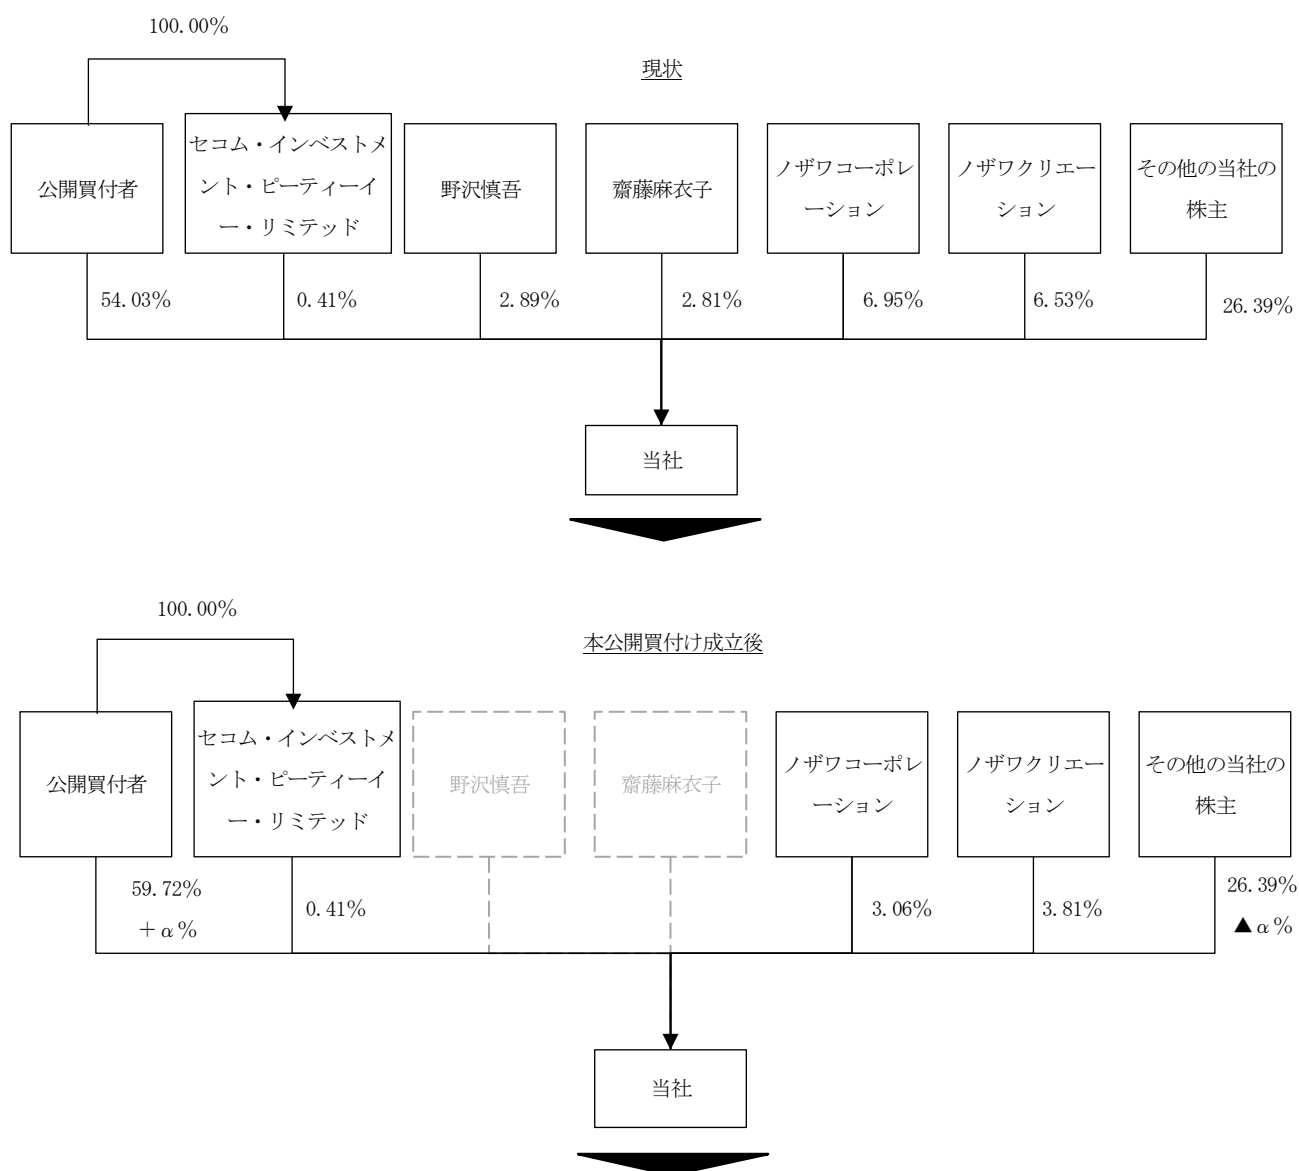 100.00%
現状
公開買付者
セコム・インベストメ
ント・ピーティーイ
ー・リミテッド
野沢慎吾
齋藤麻衣子
ノザワコーポレ
ーション
ノザワクリエー
ション
その他の当社の
株主
54.03%
0.41%
2.89%
2.81%
6.95%
6.53%
26.39%
当社
100.00%
本公開買付け成立後
公開買付者
セコム・インベストメ
ント・ピーティーイ
ー・リミテッド
野沢慎吾
齋藤麻衣子
ノザワコーポレ
ーション
ノザワクリエー
ション
その他の当社の
株主
59.72%
+α%
0.41%
3.06%
3.81%
26.39%
▲α%
当社